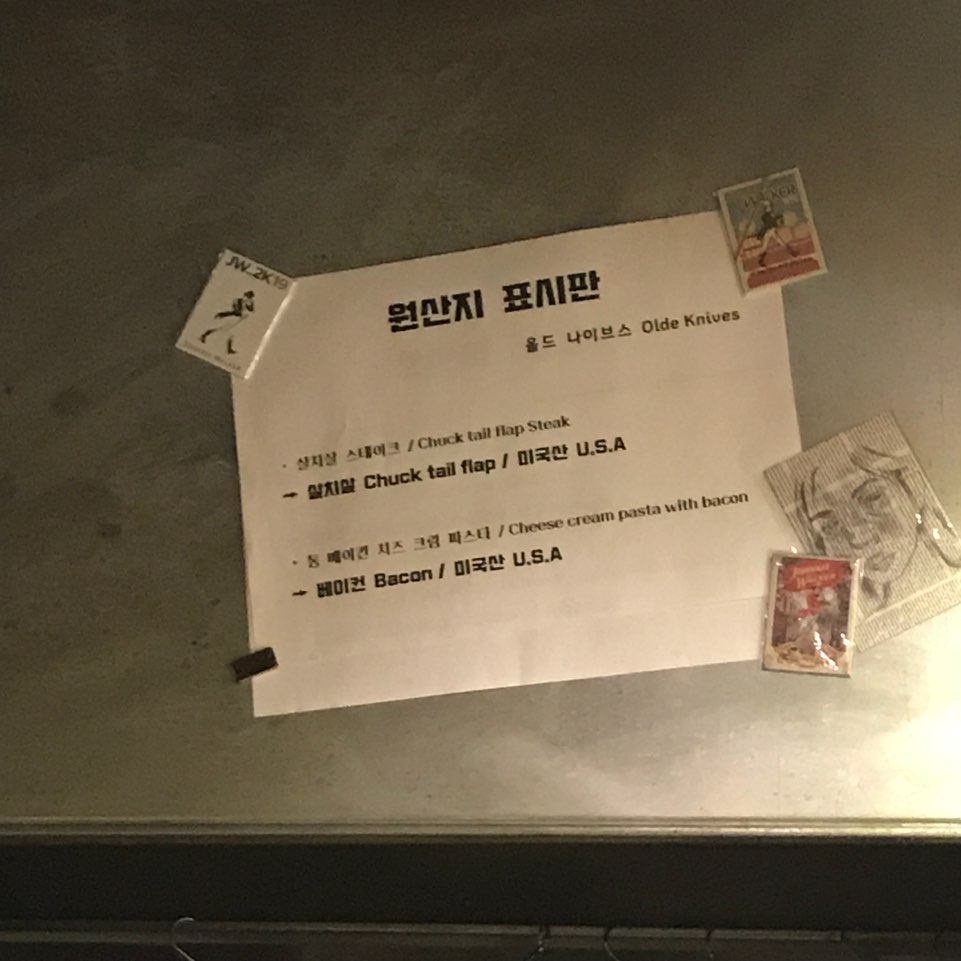 원산지 표시판
올드 나이브스 Olde Knives
· 살치살 스테이크 / Chuck tail flap Steak
→ 살치살 Chuck tail flap / 미국산 U.S.A
· 통 베이컨 치즈 크림 파스타 / Cheese cream pasta with bacon
→ 베이컨 Bacon / 미국산 U.S.A
JW_2K19